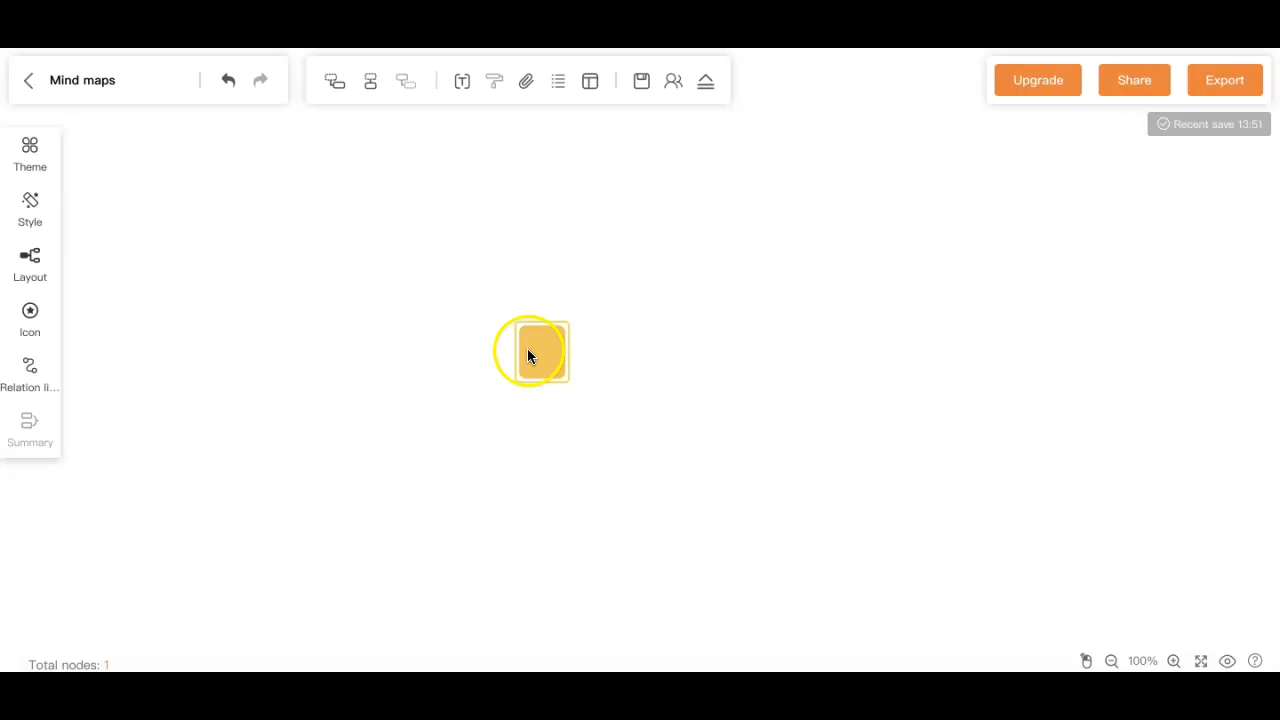 Mind maps
Upgrade
Share
Export
Recent save 13:51
Theme
Style
Layout
Icon
Relation li...
Summary
Total nodes: 1
100%